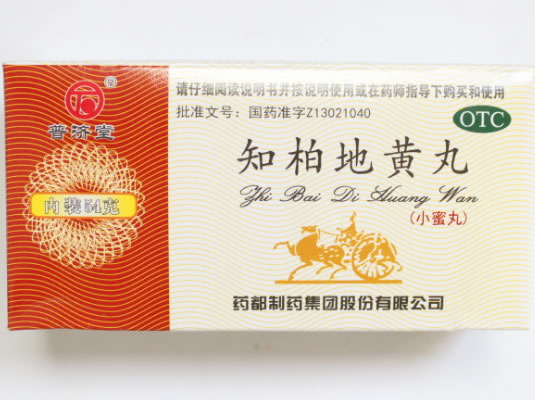 普济堂
内装54克
请仔细阅读说明书并按说明使用或在药师指导下购买和使用
批准文号：国药准字Z13021040
OTC
知柏地黄丸
Zhi Bai Di Huang Wan
(小蜜丸)
药都制药集团股份有限公司